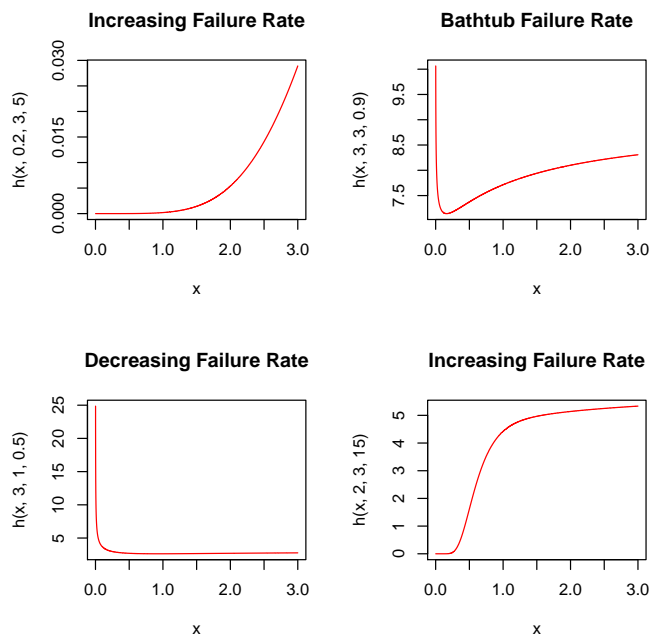 Increasing Failure Rate
h(x, 0.2, 3, 5)
0.030
0.015
0.000
0.0 1.0 2.0 3.0
x
Bathtub Failure Rate
h(x, 3, 3, 0.9)
9.5
8.5
7.5
0.0 1.0 2.0 3.0
x
Decreasing Failure Rate
h(x, 3, 1, 0.5)
25
20
15
10
5
0.0 1.0 2.0 3.0
x
Increasing Failure Rate
h(x, 2, 3, 15)
5
4
3
2
1
0
0.0 1.0 2.0 3.0
x